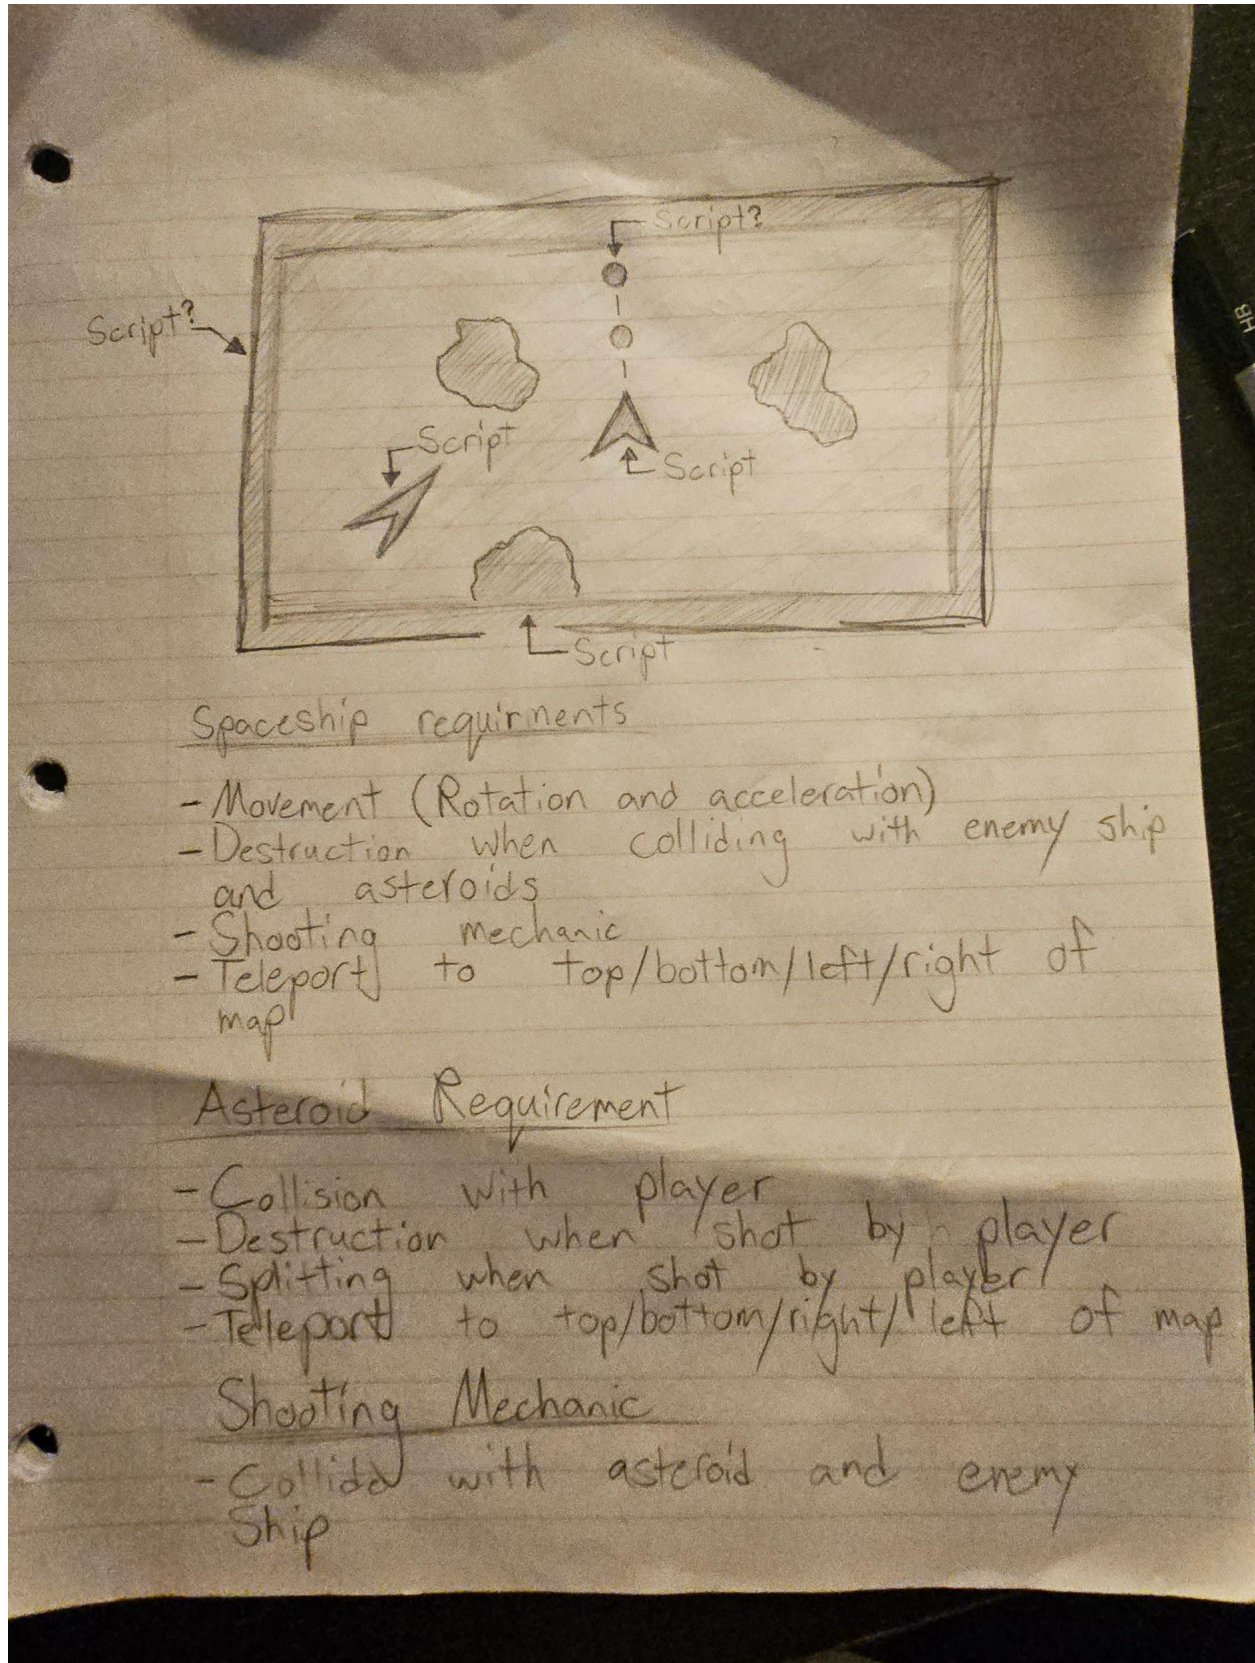 Script?
Script?
Script
Script
Script
Spaceship requirments
- Movement (Rotation and acceleration)
- Destruction when colliding with enemy ship
and asteroids
- Shooting mechanic
- Teleport to top/bottom/left/right of
map
Asteroid Requirement
- Collision with player
- Destruction when shot by player
- Splitting when shot by player
- Teleport to top/bottom/right/left of map
Shooting Mechanic
- Collide with asteroid and enemy
Ship
HB